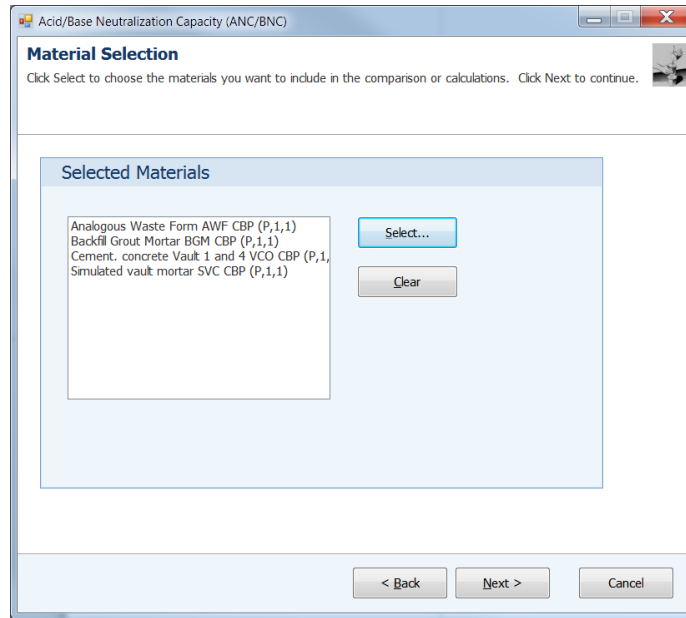 Acid/Base Neutralization Capacity (ANC/BNC)
Material Selection
Click Select to choose the materials you want to include in the comparison or calculations. Click Next to continue.
Selected Materials
Analogous Waste Form AWF CBP (P,1,1)
Backfill Grout Mortar BGM CBP (P,1,1)
Cement. concrete Vault 1 and 4 VCO CBP (P,1,
Simulated vault mortar SVC CBP (P,1,1)
Select...
Clear
< Back
Next >
Cancel